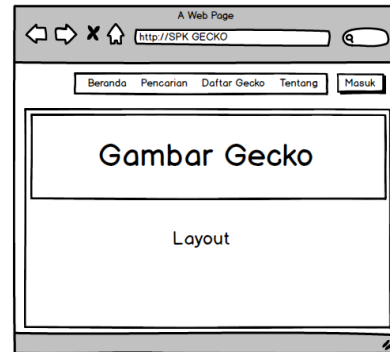 A Web Page
http://SPK GECKO
Beranda Pencarian Daftar Gecko Tentang Masuk
Gambar Gecko
Layout